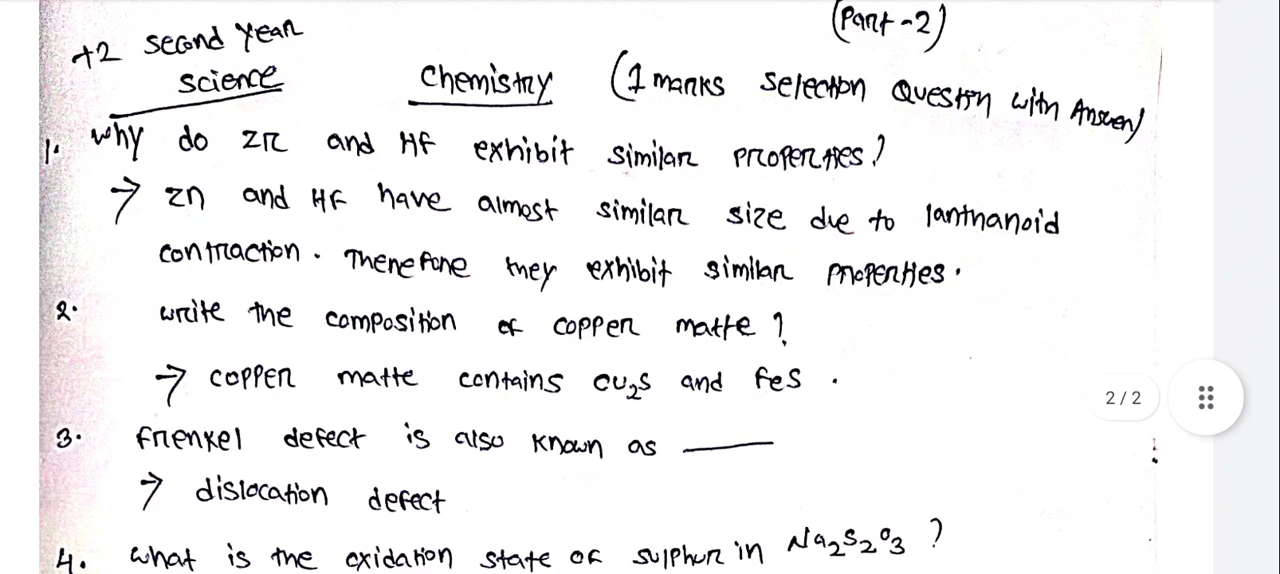 (Part-2)
+2 second year
science Chemistry (1 marks selection Question with Answer)
1. why do Zr and Hf exhibit similar properties?
→ Zn and Hf have almost similar size due to lanthanoid
contraction. Therefore they exhibit similar properties.
2. write the composition of copper matte?
→ copper matte contains Cu₂S and FeS.
3. frenkel defect is also known as ____
→ dislocation defect
4. what is the oxidation state of sulphur in Na₂S₂O₃?
2/2